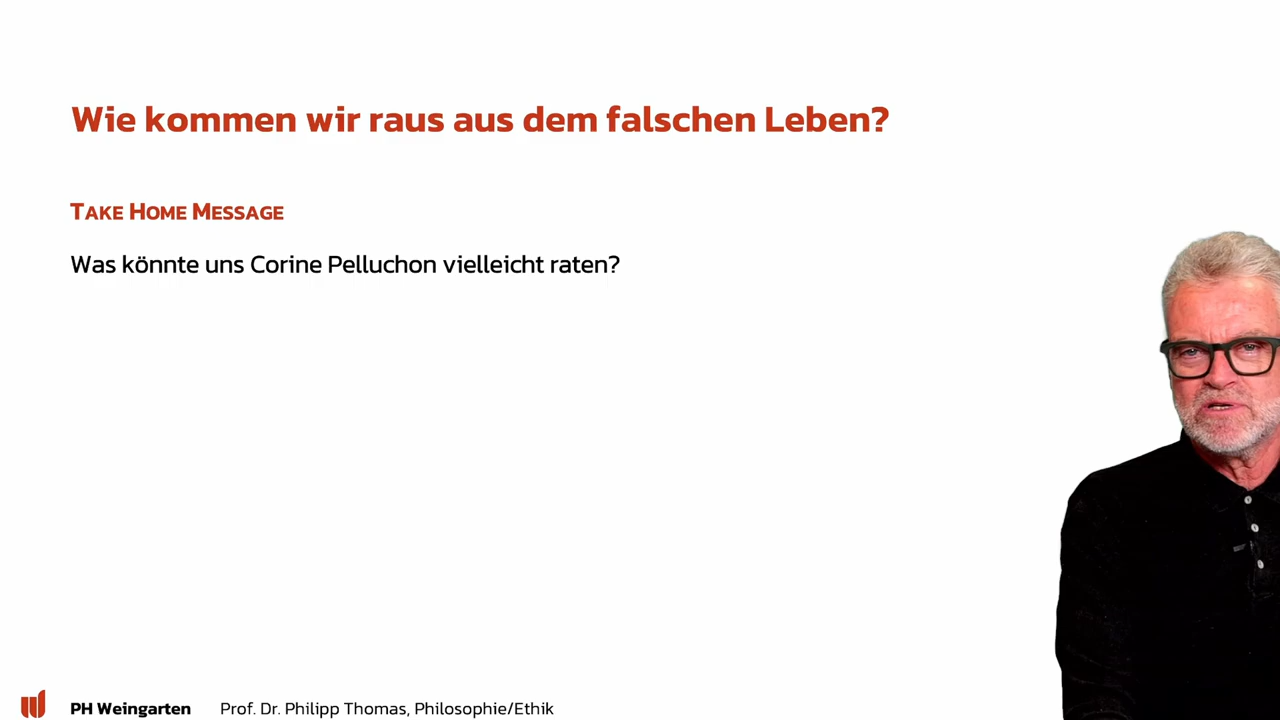 Wie kommen wir raus aus dem falschen Leben?
Take Home Message
Was könnte uns Corine Pelluchon vielleicht raten?
PH Weingarten Prof. Dr. Philipp Thomas, Philosophie/Ethik